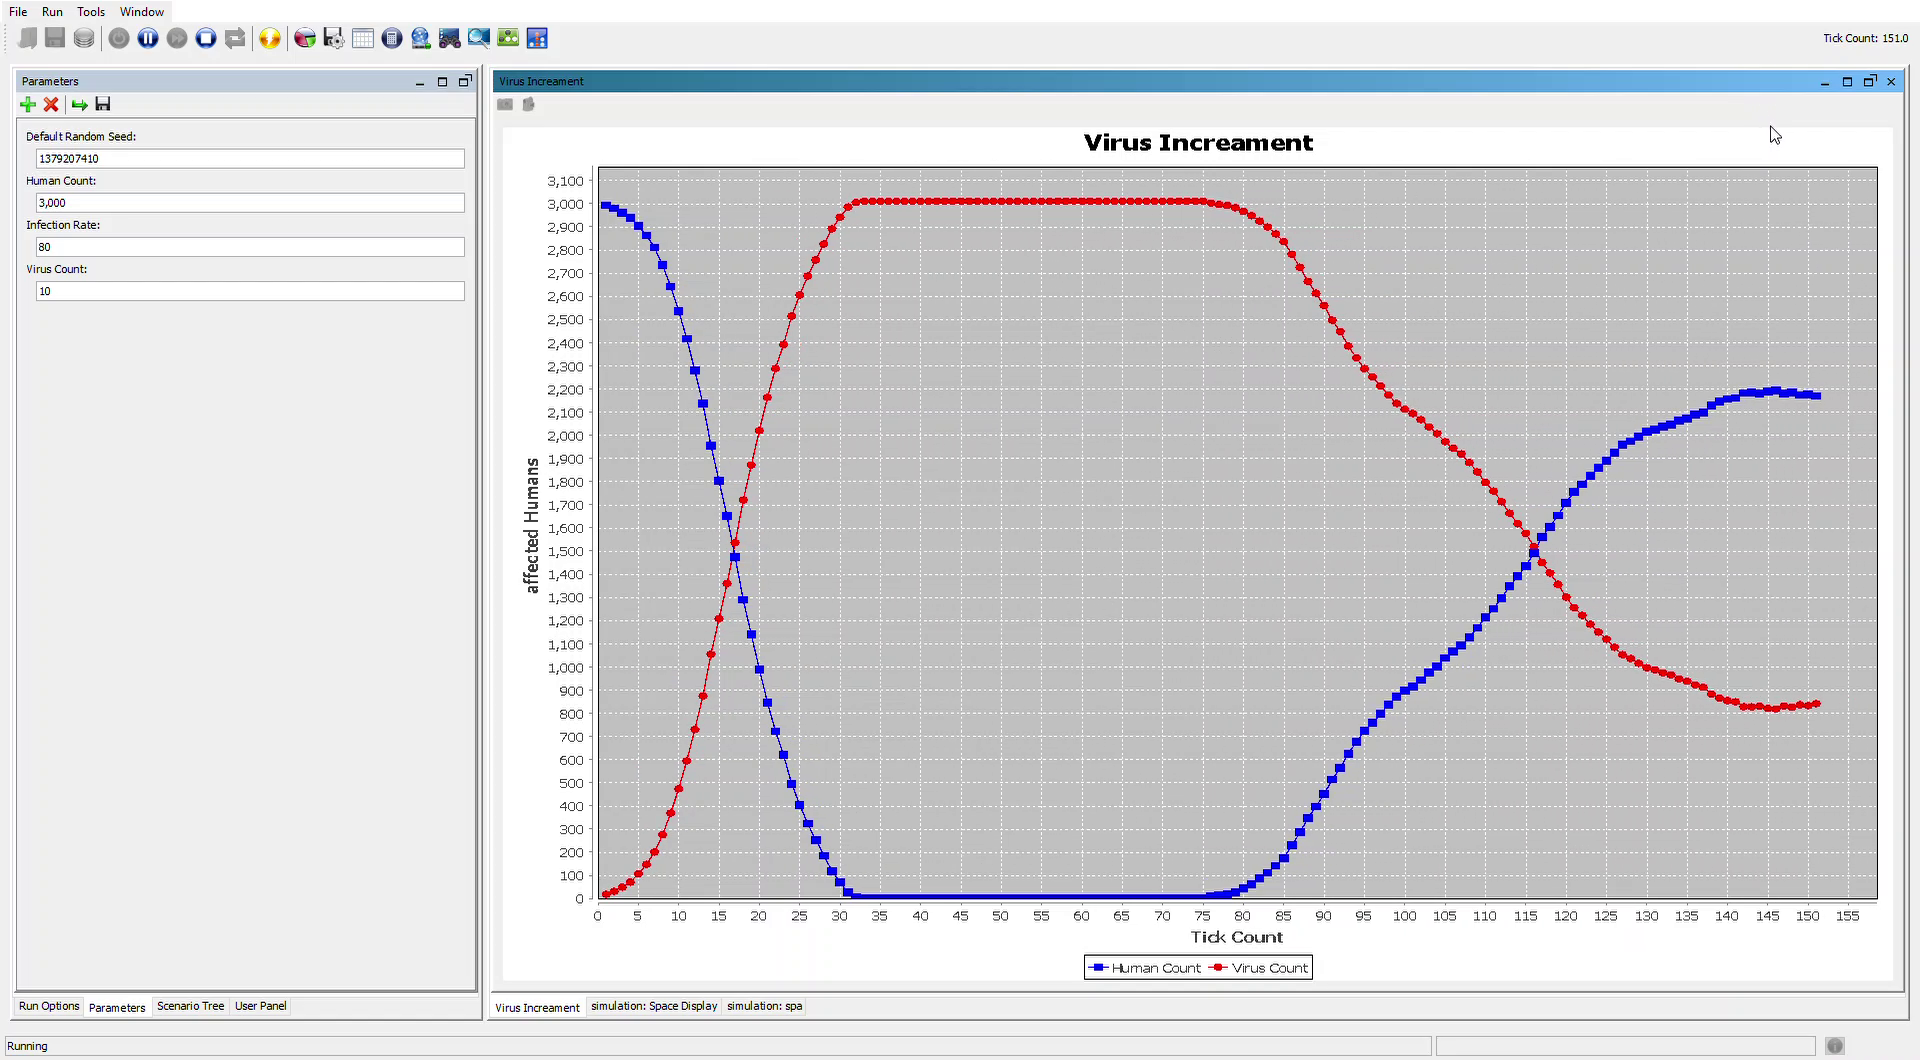 File Run Tools Window
Tick Count: 151.0
Parameters
Default Random Seed:
1379207410
Human Count:
3,000
Infection Rate:
80
Virus Count:
10
Run Options Parameters Scenario Tree User Panel
Virus Increament
Virus Increament
affected Humans
3,100
3,000
2,900
2,800
2,700
2,600
2,500
2,400
2,300
2,200
2,100
2,000
1,900
1,800
1,700
1,600
1,500
1,400
1,300
1,200
1,100
1,000
900
800
700
600
500
400
300
200
100
0
0 5 10 15 20 25 30 35 40 45 50 55 60 65 70 75 80 85 90 95 100 105 110 115 120 125 130 135 140 145 150 155
Tick Count
Human Count Virus Count
Virus Increament simulation: Space Display simulation: spa
Running